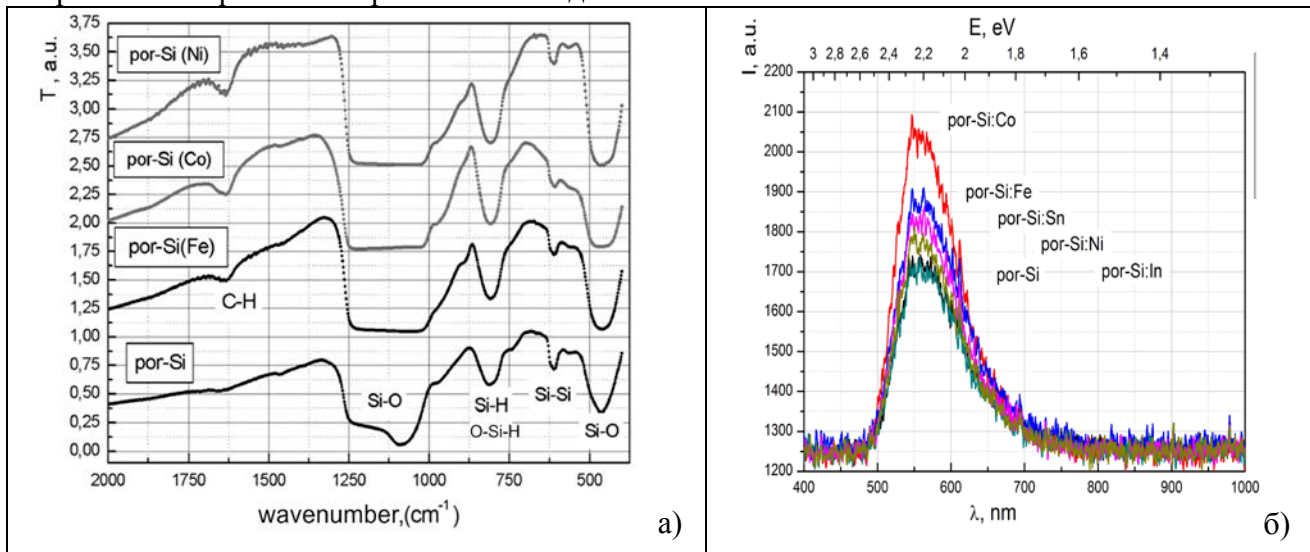 3,75
3,50
3,25
3,00
2,75
2,50
2,25
2,00
1,75
1,50
1,25
1,00
0,75
0,50
0,25
0,00
T, a.u.
por-Si (Ni)
por-Si (Co)
por-Si(Fe)
C-H
por-Si
Si-O
Si-H
O-Si-H
Si-Si
Si-O
2000 1750 1500 1250 1000 750 500
wavenumber,(cm⁻¹)
а)
E, eV
3 2,8 2,6 2,4 2,2 2 1,8 1,6 1,4
I, a.u.
2200
2100
2000
1900
1800
1700
1600
1500
1400
1300
1200
por-Si:Co
por-Si:Fe
por-Si:Sn
por-Si:Ni
por-Si por-Si:In
400 500 600 700 800 900 1000
λ, nm
б)